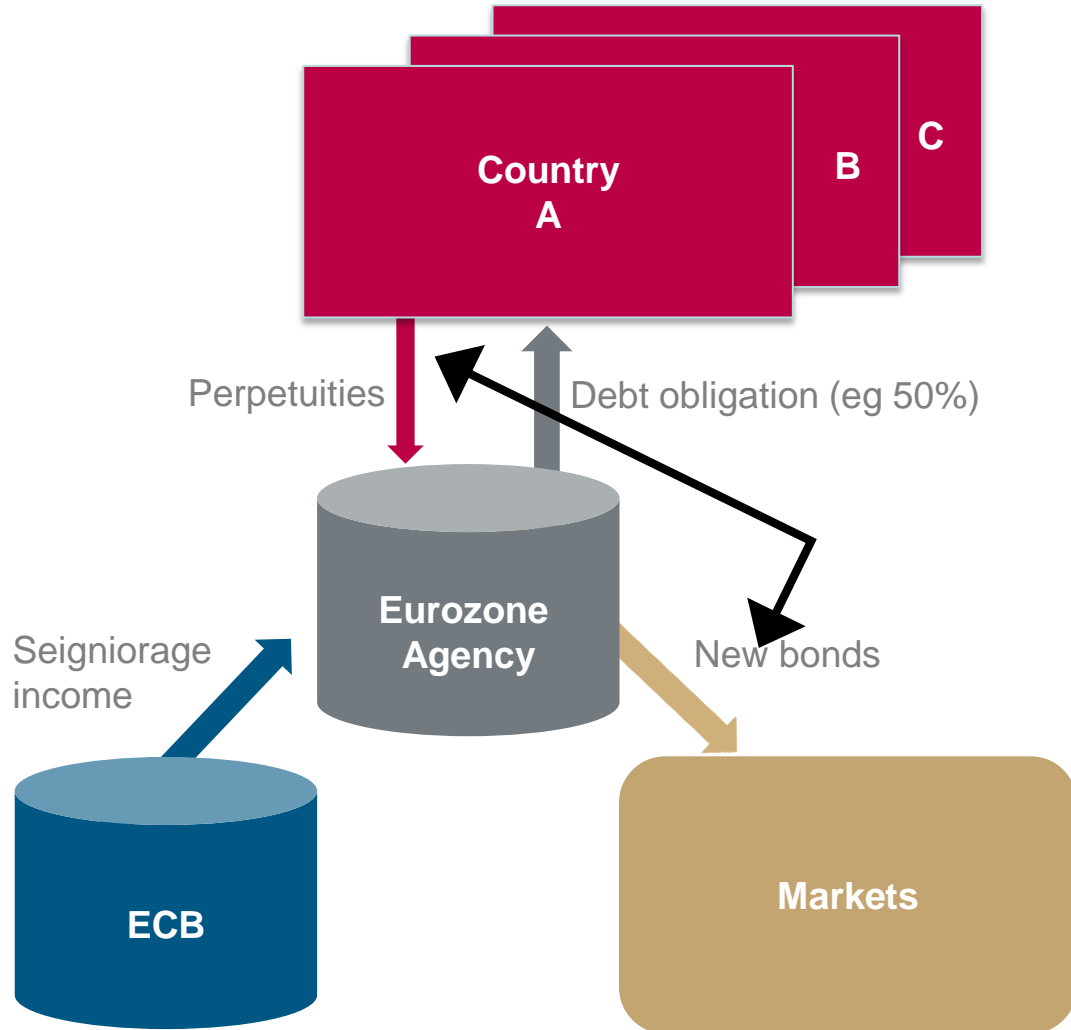 C
B
Country
A
Perpetuities
Debt obligation (eg 50%)
Eurozone
Agency
Seigniorage
income
New bonds
ECB
Markets